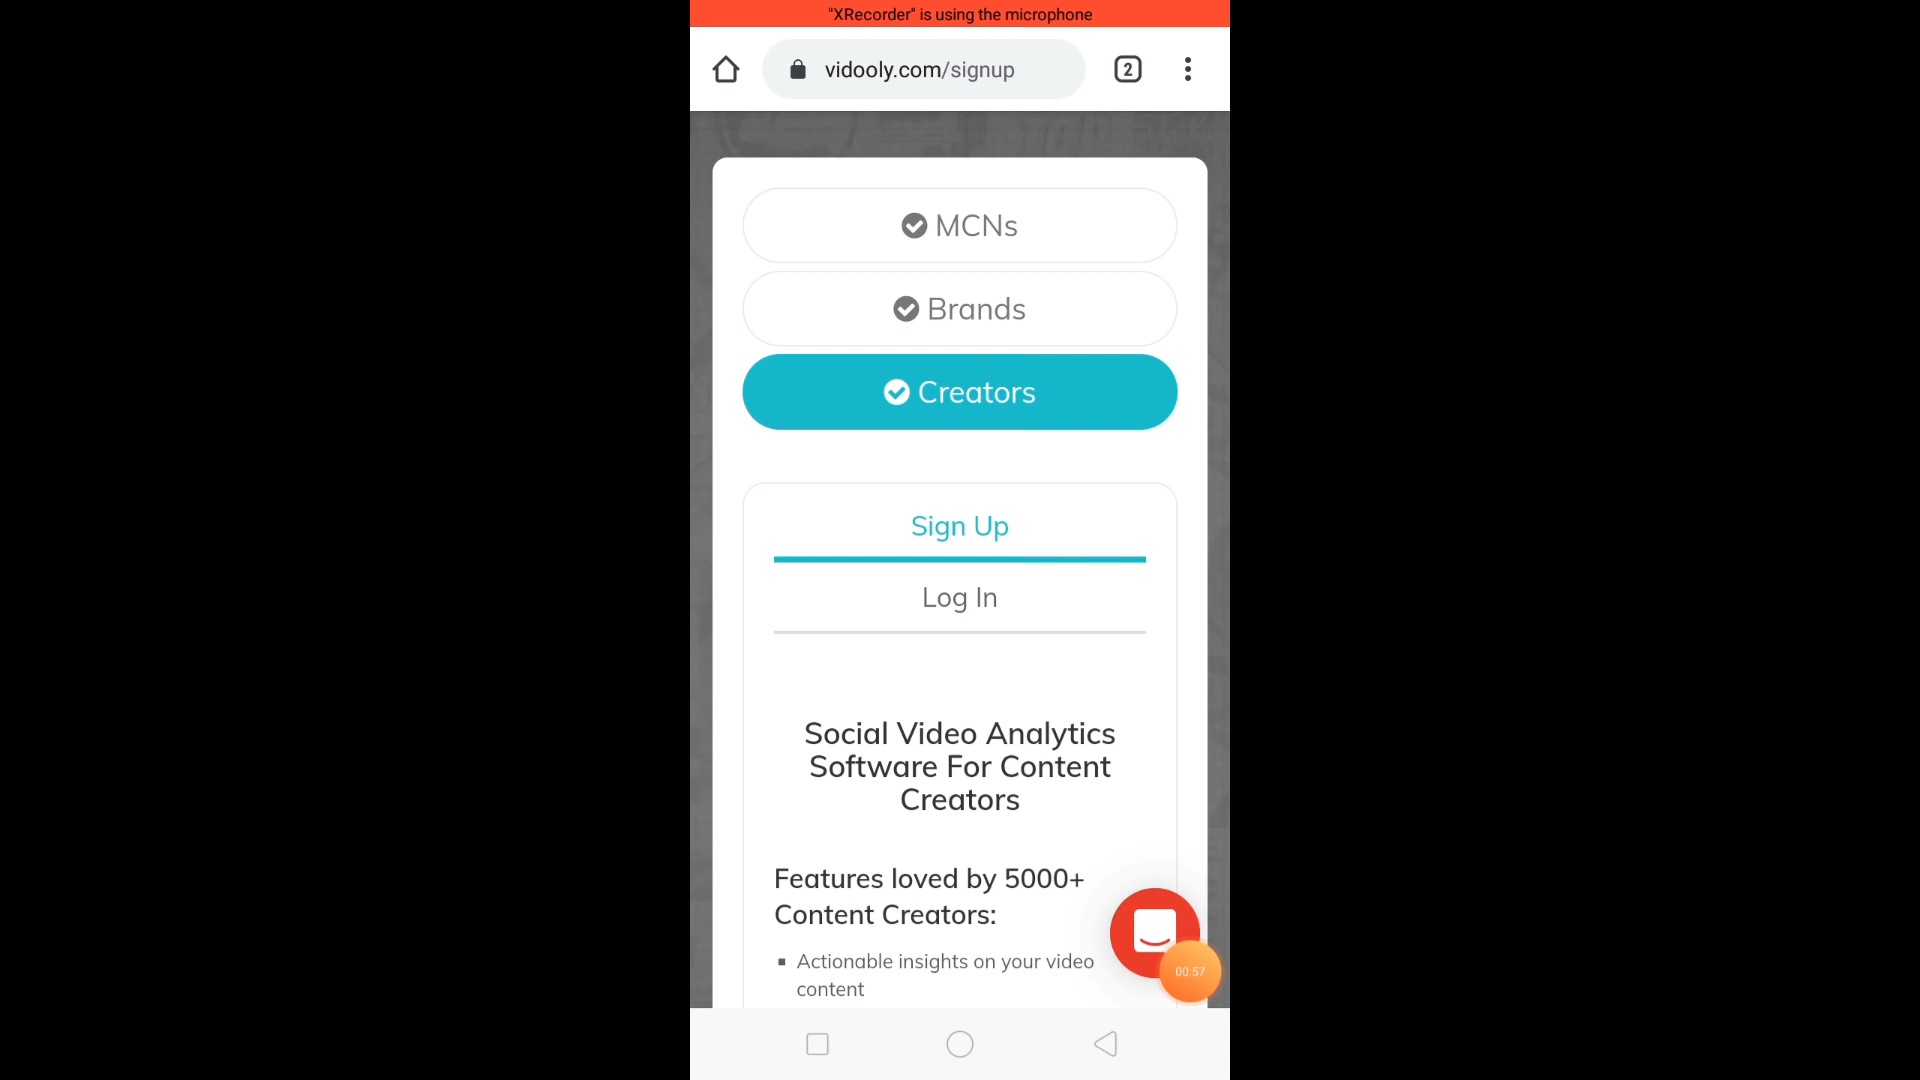 "XRecorder" is using the microphone
vidooly.com/signup
2
MCNs
Brands
Creators
Sign Up
Log In
Social Video Analytics
Software For Content
Creators
Features loved by 5000+
Content Creators:
▪ Actionable insights on your video
content
00:57